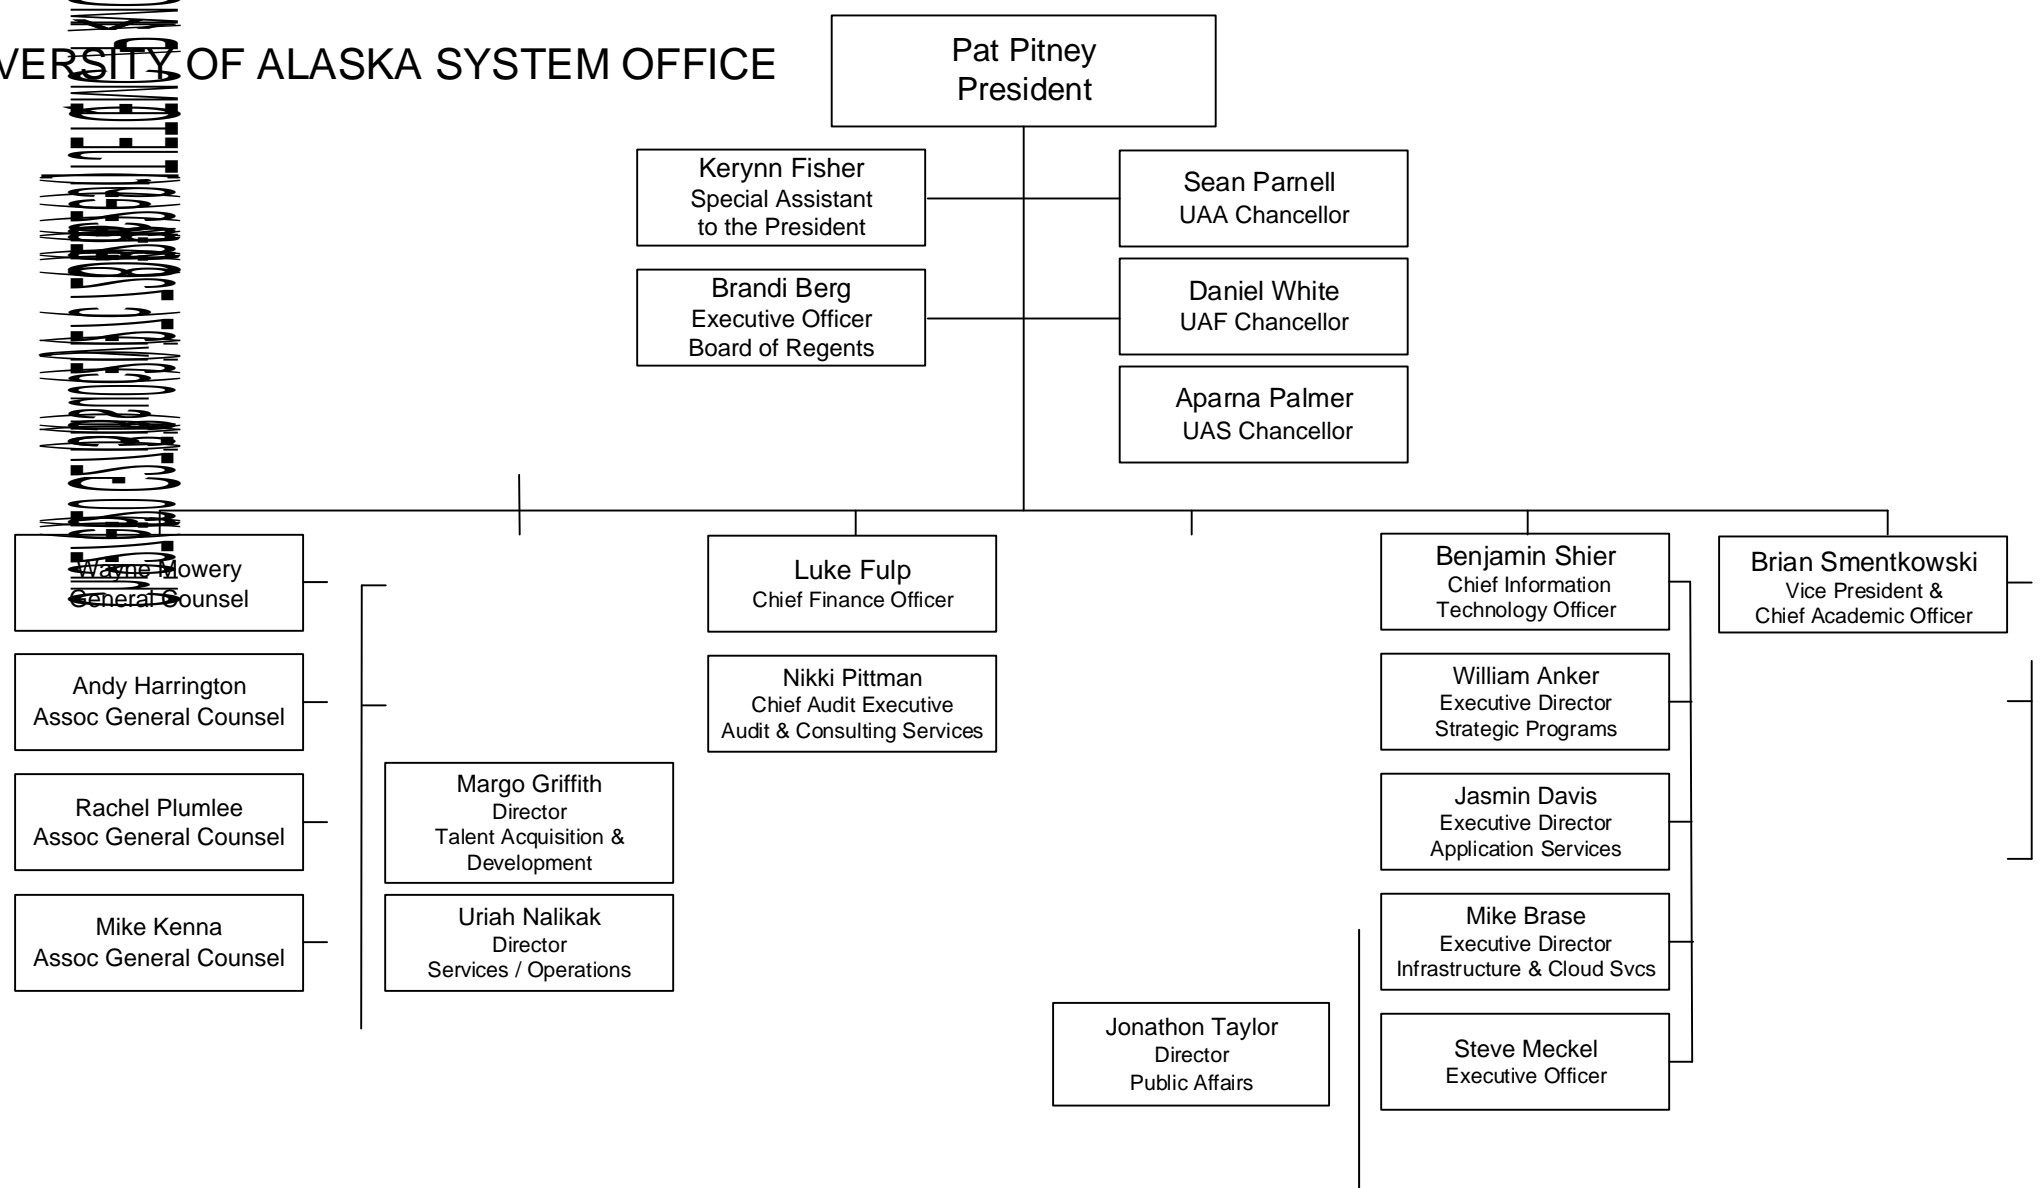 VERSITY OF ALASKA SYSTEM OFFICE
Pat Pitney
President
Kerynn Fisher
Special Assistant
to the President
Sean Parnell
UAA Chancellor
Brandi Berg
Executive Officer
Board of Regents
Daniel White
UAF Chancellor
Aparna Palmer
UAS Chancellor
Wayne Mowery
General Counsel
Andy Harrington
Assoc General Counsel
Rachel Plumlee
Assoc General Counsel
Mike Kenna
Assoc General Counsel
Margo Griffith
Director
Talent Acquisition &
Development
Uriah Nalikak
Director
Services / Operations
Luke Fulp
Chief Finance Officer
Nikki Pittman
Chief Audit Executive
Audit & Consulting Services
Jonathon Taylor
Director
Public Affairs
Benjamin Shier
Chief Information
Technology Officer
William Anker
Executive Director
Strategic Programs
Jasmin Davis
Executive Director
Application Services
Mike Brase
Executive Director
Infrastructure & Cloud Svcs
Steve Meckel
Executive Officer
Brian Smentkowski
Vice President &
Chief Academic Officer